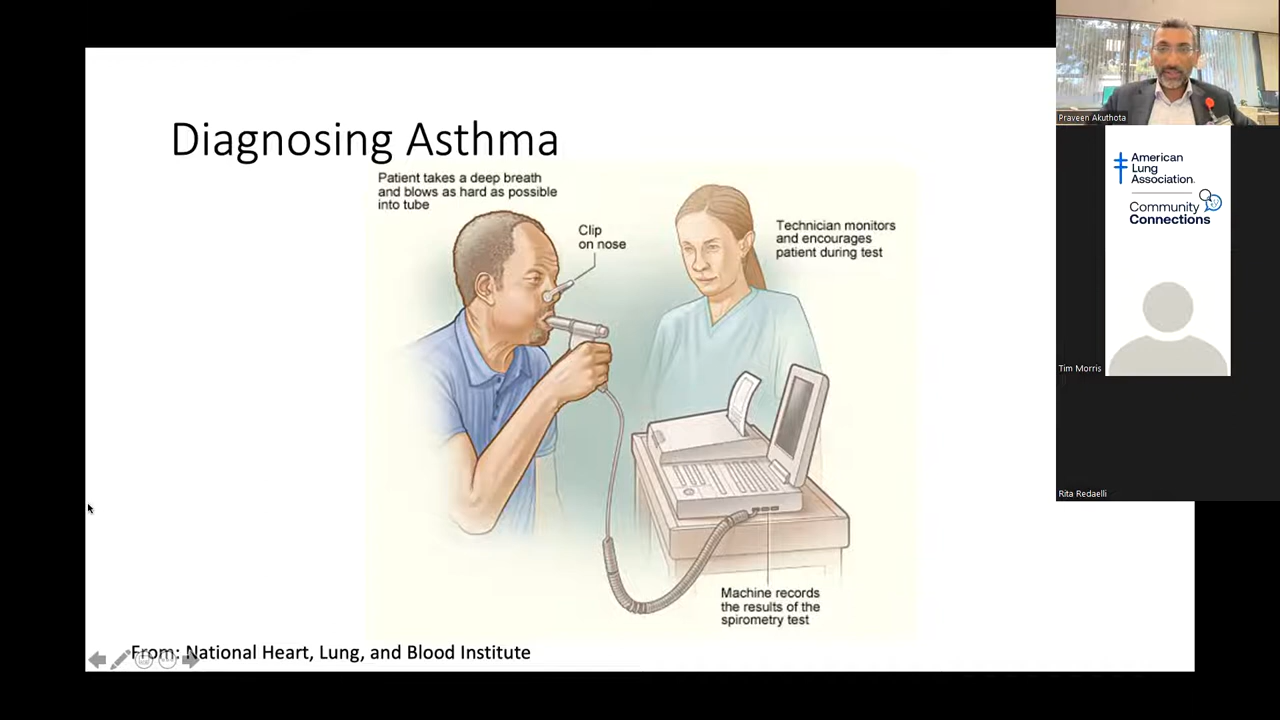 Diagnosing Asthma
Patient takes a deep breath
and blows as hard as possible
into tube
Clip
on nose
Technician monitors
and encourages
patient during test
Machine records
the results of the
spirometry test
From: National Heart, Lung, and Blood Institute
Praveen Akuthota
American
Lung
Association.
Community
Connections
Tim Morris
Rita Redaelli